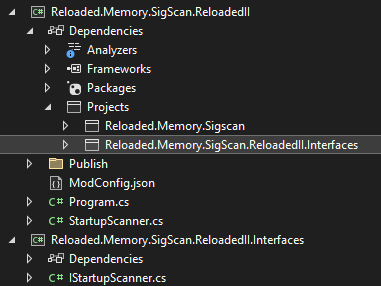 Reloaded.Memory.SigScan.ReloadedII
Dependencies
Analyzers
Frameworks
Packages
Projects
Reloaded.Memory.Sigscan
Reloaded.Memory.SigScan.ReloadedII.Interfaces
Publish
ModConfig.json
C# Program.cs
C# StartupScanner.cs
Reloaded.Memory.SigScan.ReloadedII.Interfaces
Dependencies
C# IStartupScanner.cs